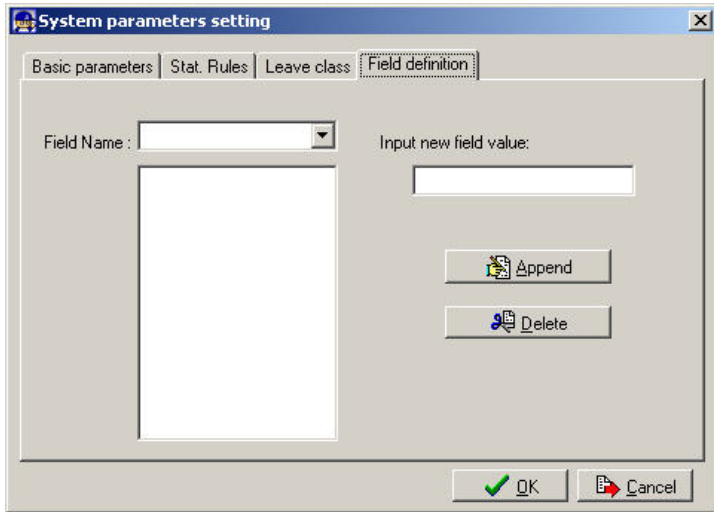 System parameters setting
Basic parameters
Stat. Rules
Leave class
Field definition
Field Name :
Input new field value:
Append
Delete
OK
Cancel